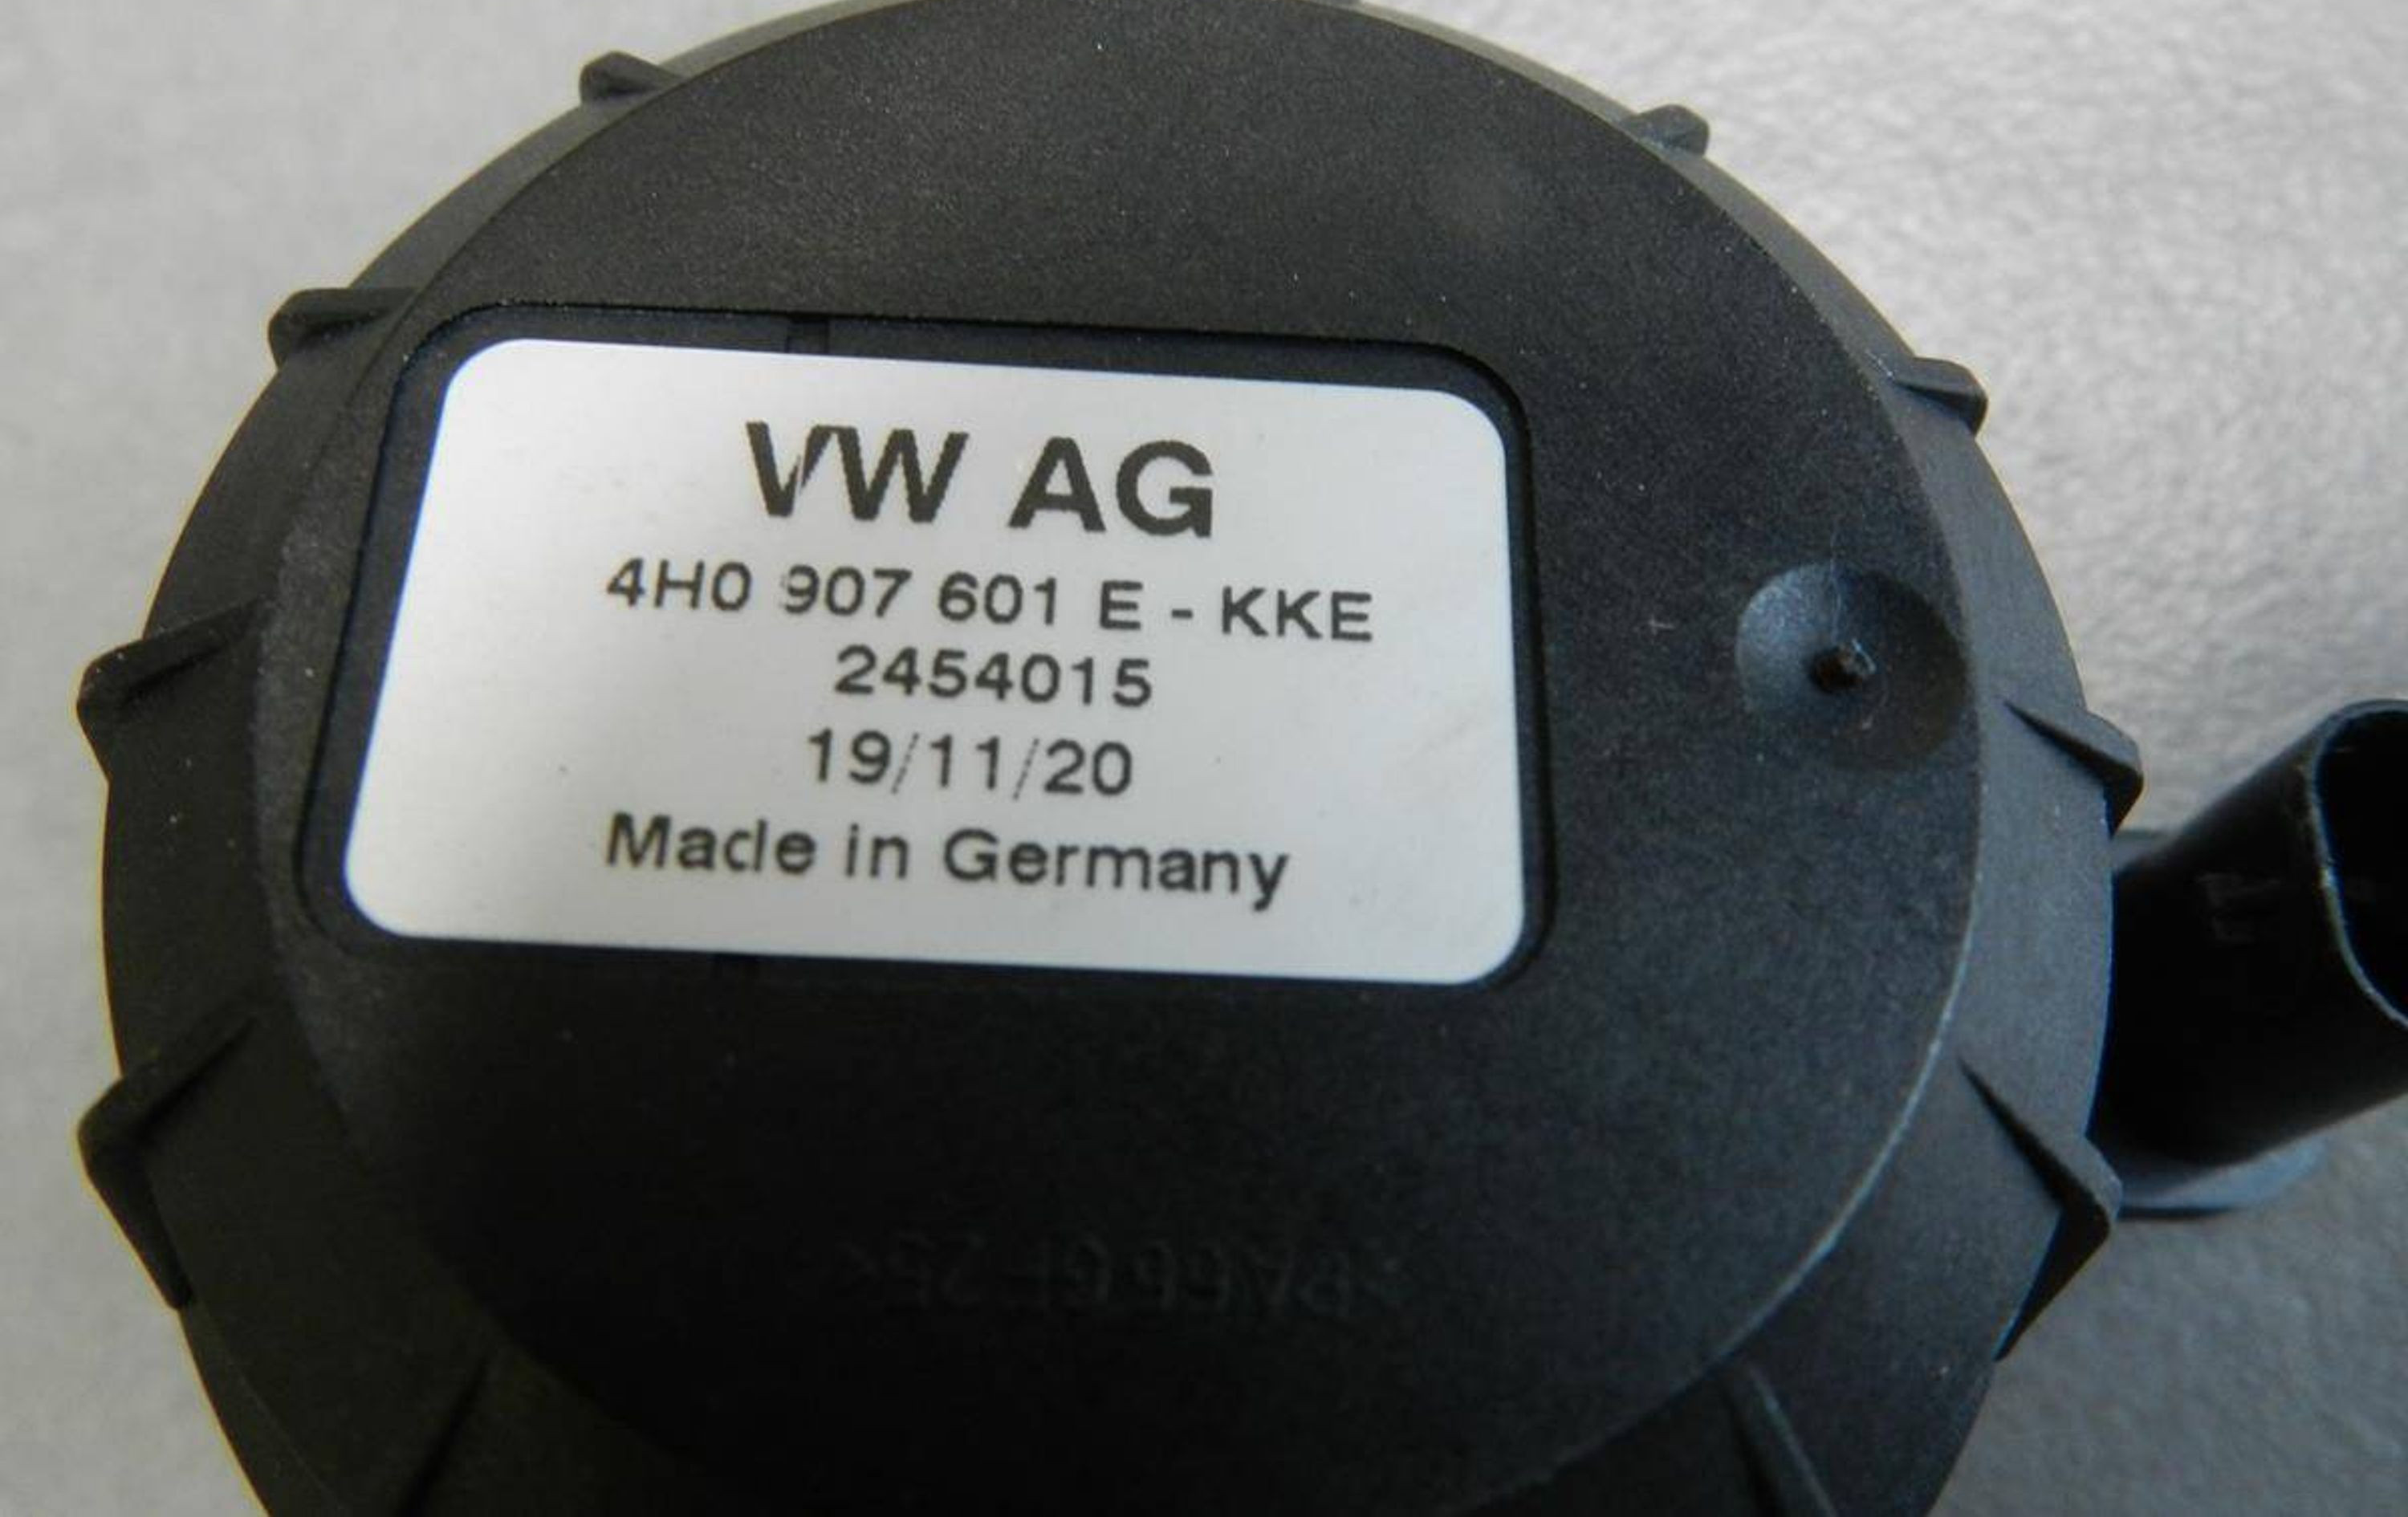 VW AG
4H0 907 601 E - KKE
2454015
19/11/20
Made in Germany